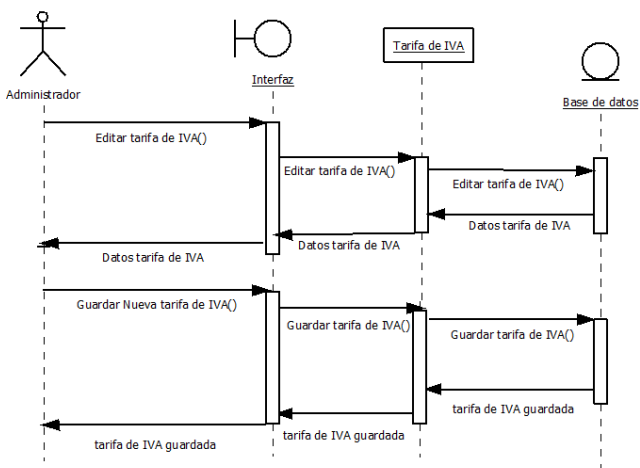 Administrador
Interfaz
Tarifa de IVA
Base de datos
Editar tarifa de IVA()
Editar tarifa de IVA()
Editar tarifa de IVA()
Datos tarifa de IVA
Datos tarifa de IVA
Datos tarifa de IVA
Guardar Nueva tarifa de IVA()
Guardar tarifa de IVA()
Guardar tarifa de IVA()
tarifa de IVA guardada
tarifa de IVA guardada
tarifa de IVA guardada